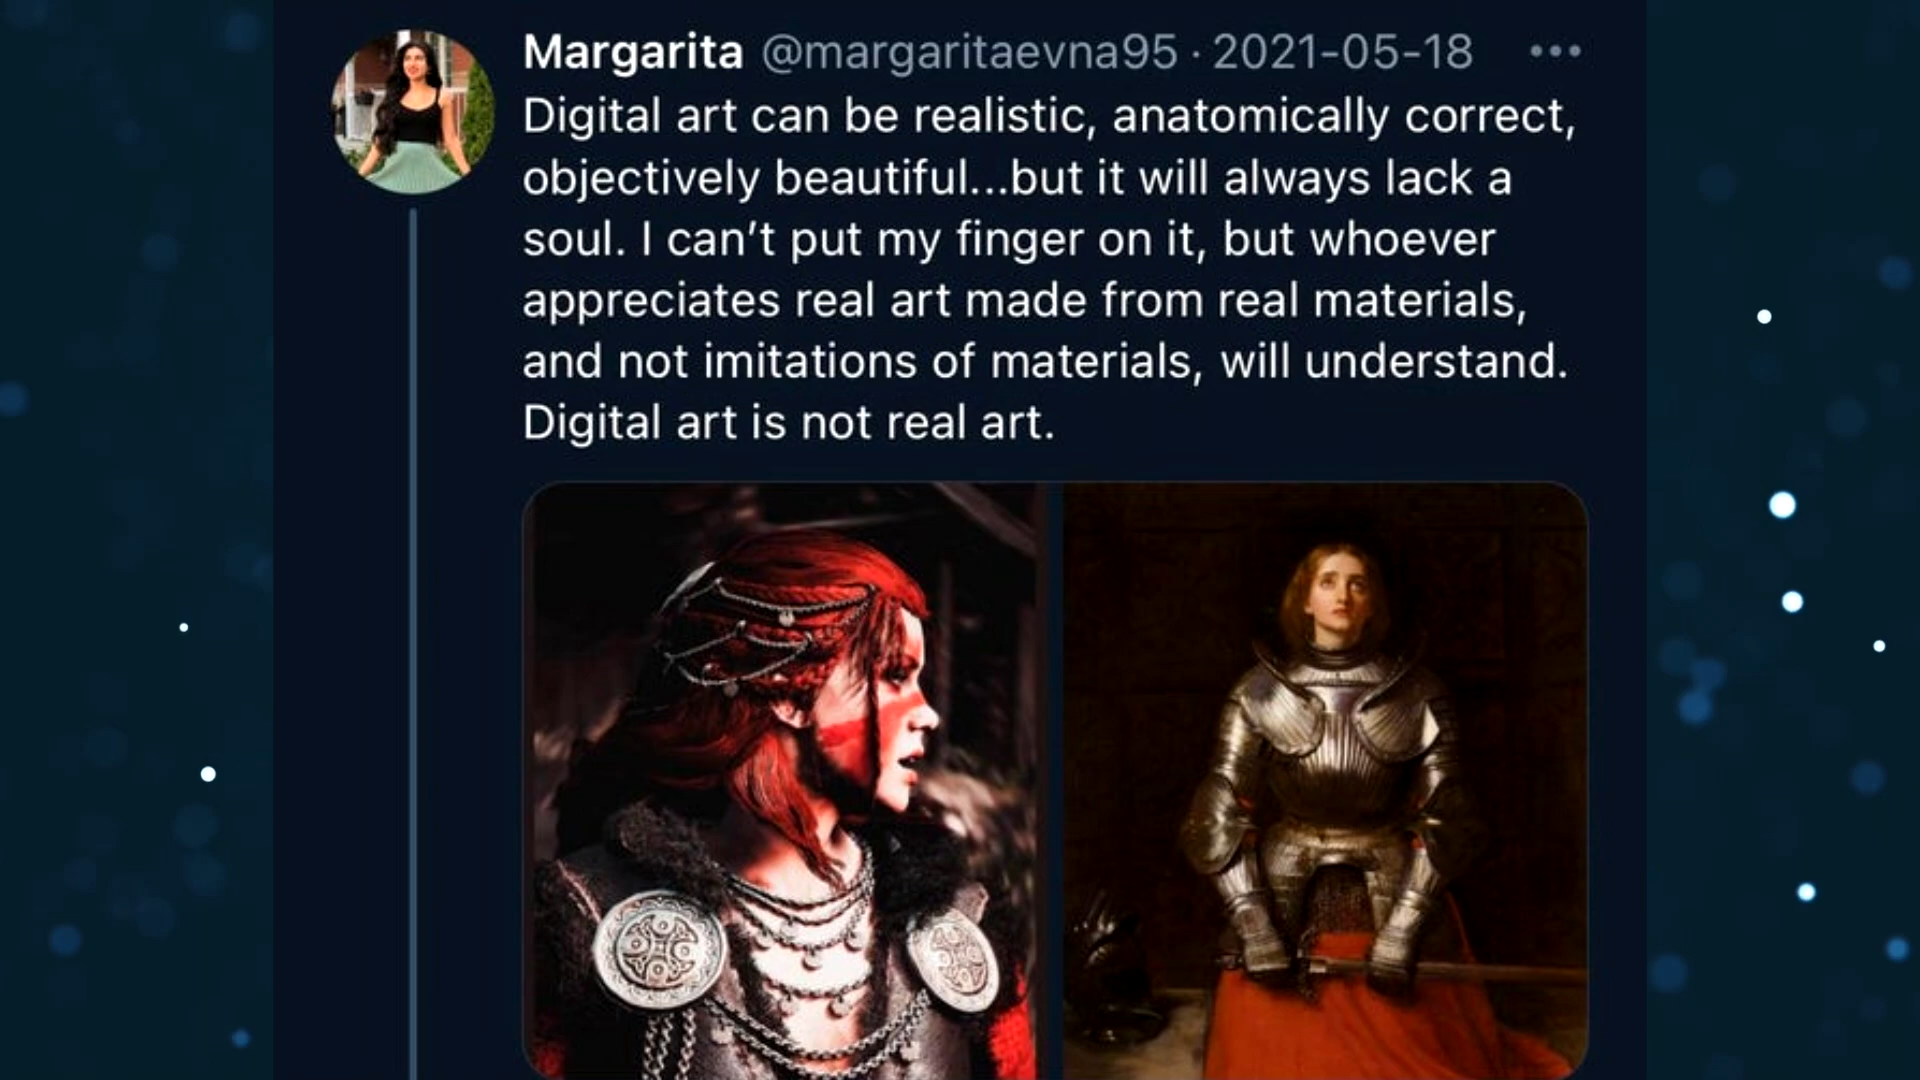 Margarita @margaritaevna95 · 2021-05-18 •••
Digital art can be realistic, anatomically correct,
objectively beautiful...but it will always lack a
soul. I can’t put my finger on it, but whoever
appreciates real art made from real materials,
and not imitations of materials, will understand.
Digital art is not real art.